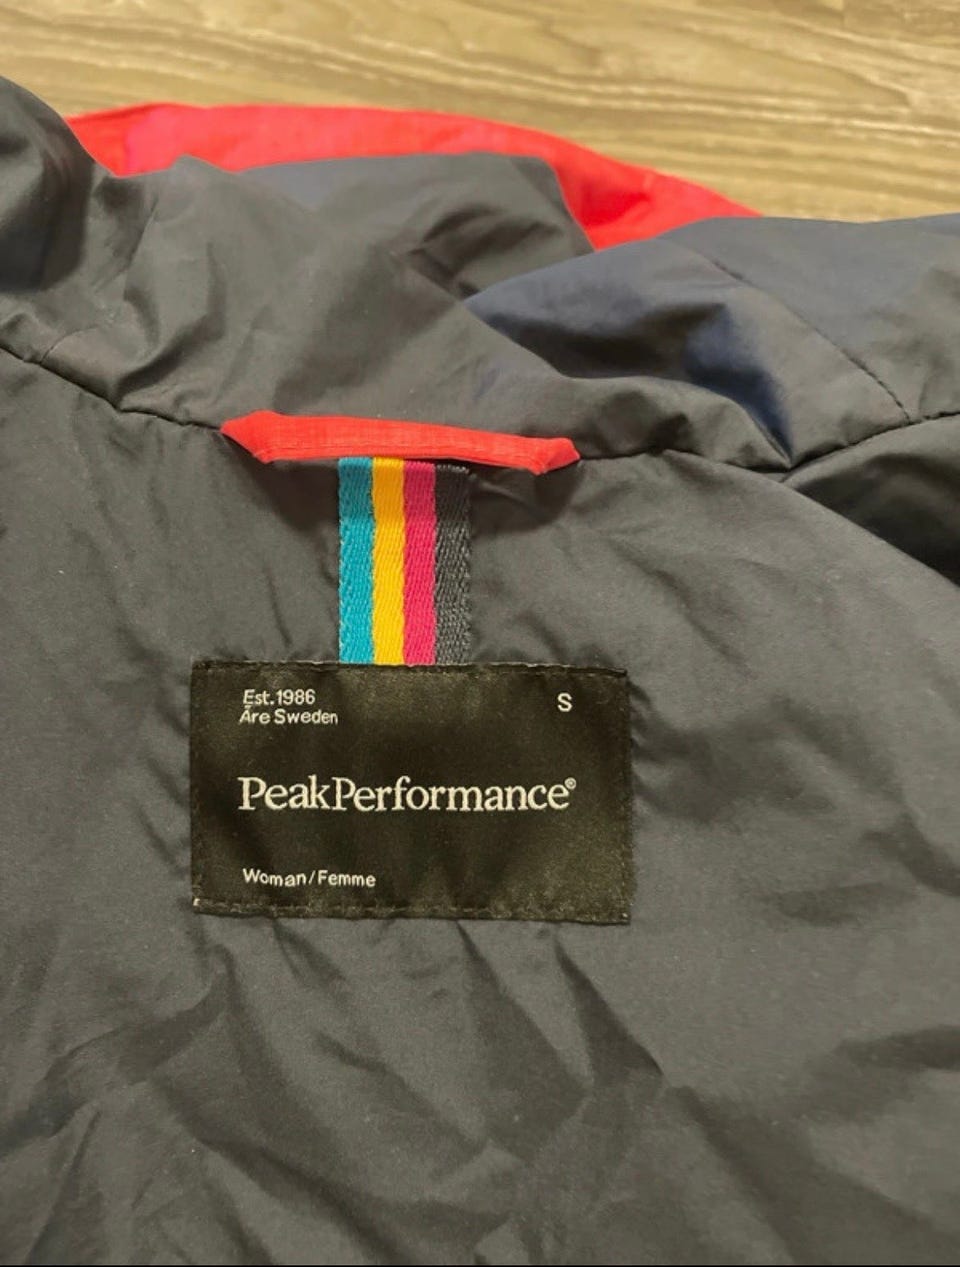 Est.1986
Åre Sweden
S
PeakPerformance®
Woman/Femme